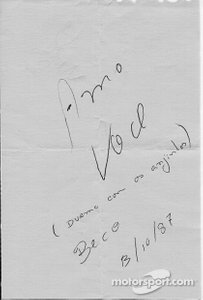 Amo
Você
(Durma com os anjinhos)
Beco
13/10/87
motorsport.com